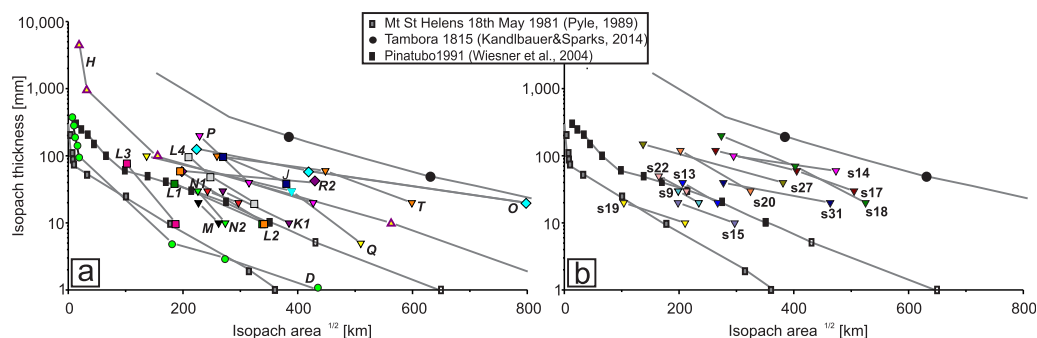 Mt St Helens 18th May 1981 (Pyle, 1989)
Tambora 1815 (Kandlbauer&Sparks, 2014)
Pinatubo1991 (Wiesner et al., 2004)
10,000
1,000
100
10
1
Isopach thickness [mm]
H
P
L4
L3
J
R2
N1
L1
T
O
M
N2
L2
K1
Q
D
a
0
200
400
600
800
Isopach area 1/2 [km]
s14
s22
s13
s27
s9
s17
s19
s20
s31
s18
s15
b
1
0
200
400
600
800
Isopach area 1/2 [km]